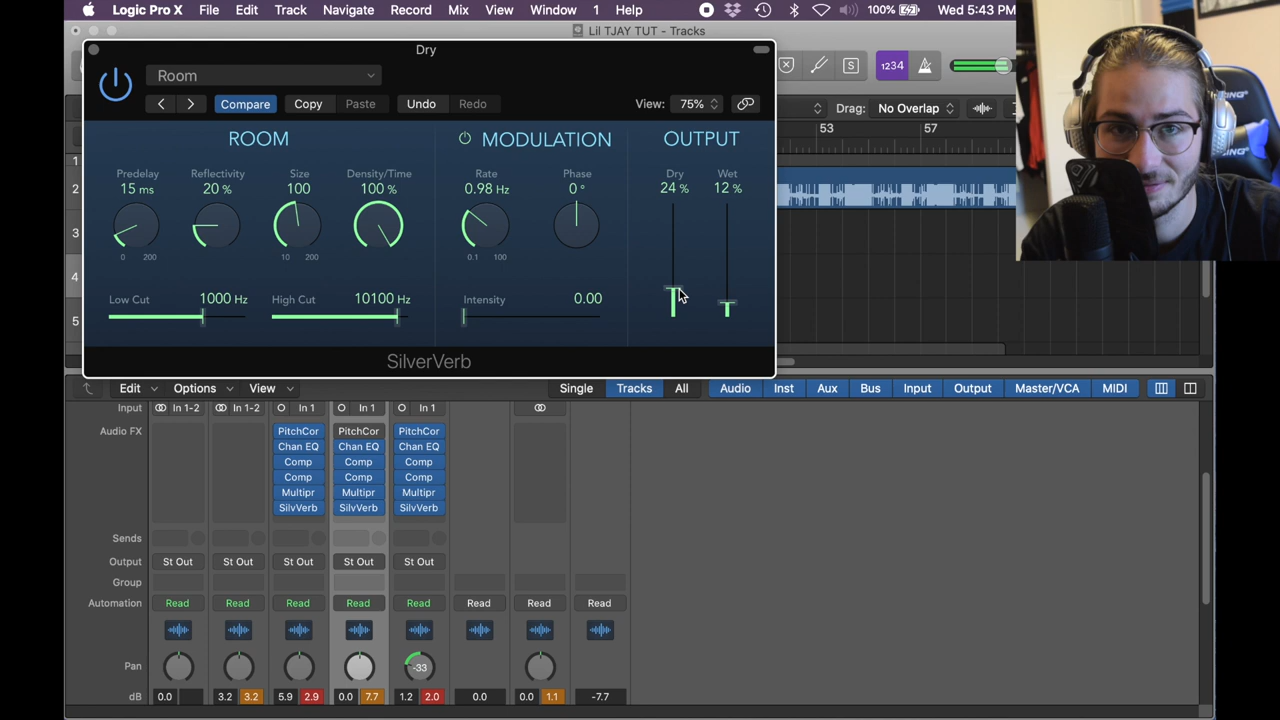 Logic Pro X File Edit Track Navigate Record Mix View Window 1 Help 100% Wed 5:43 PM
Lil TJAY TUT - Tracks
Dry
Room
Compare Copy Paste Undo Redo View: 75%
S 1234
Drag: No Overlap
53 57
ROOM MODULATION OUTPUT
Predelay Reflectivity Size Density/Time Rate Phase Dry Wet
15 ms 20 % 100 100 % 0.98 Hz 0° 24 % 12 %
0 200 10 200 0.1 100
Low Cut 1000 Hz High Cut 10100 Hz Intensity 0.00
SilverVerb
1
2
3
4
5
Edit Options View Single Tracks All Audio Inst Aux Bus Input Output Master/VCA MIDI
Input In 1-2 In 1-2 In 1 In 1 In 1
Audio FX PitchCor PitchCor PitchCor
Chan EQ Chan EQ Chan EQ
Comp Comp Comp
Comp Comp Comp
Multipr Multipr Multipr
SilvVerb SilvVerb SilvVerb
Sends
Output St Out St Out St Out St Out St Out
Group
Automation Read Read Read Read Read Read Read Read
Pan -33
dB 0.0 3.2 3.2 5.9 2.9 0.0 7.7 1.2 2.0 0.0 0.0 1.1 -7.7